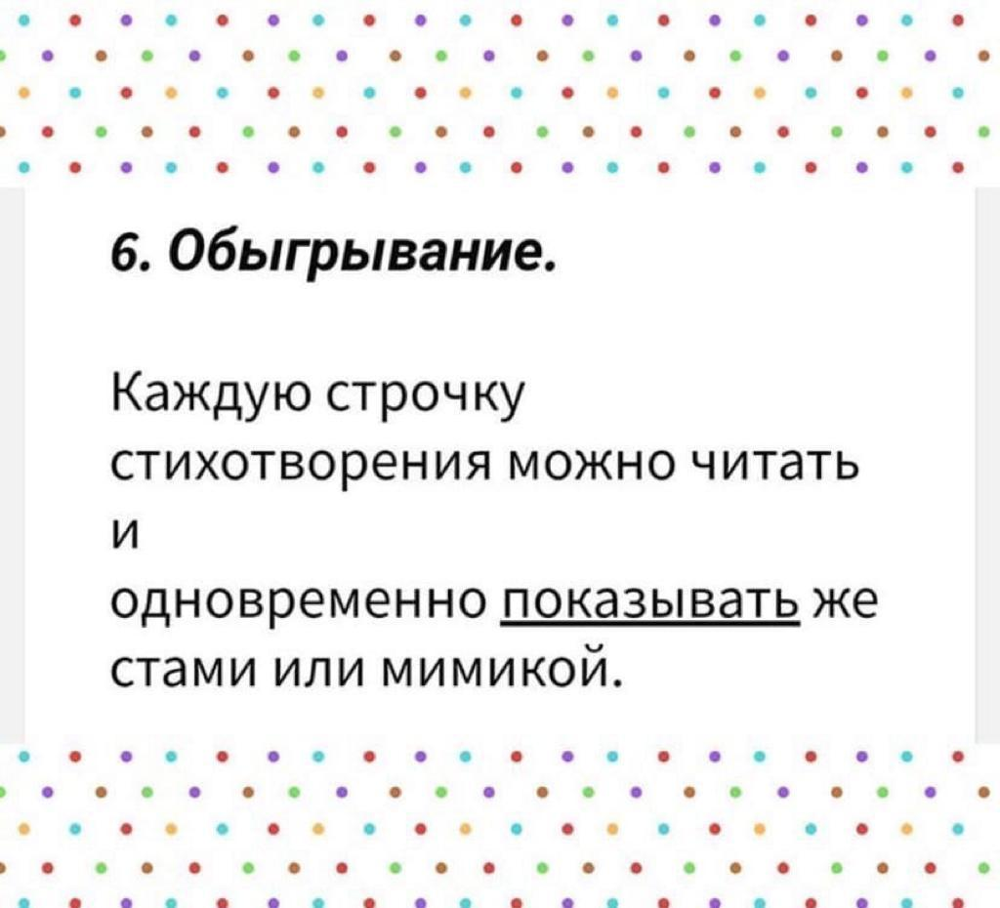 6. Обыгрывание.
Каждую строчку
стихотворения можно читать
и
одновременно показывать же
стами или мимикой.